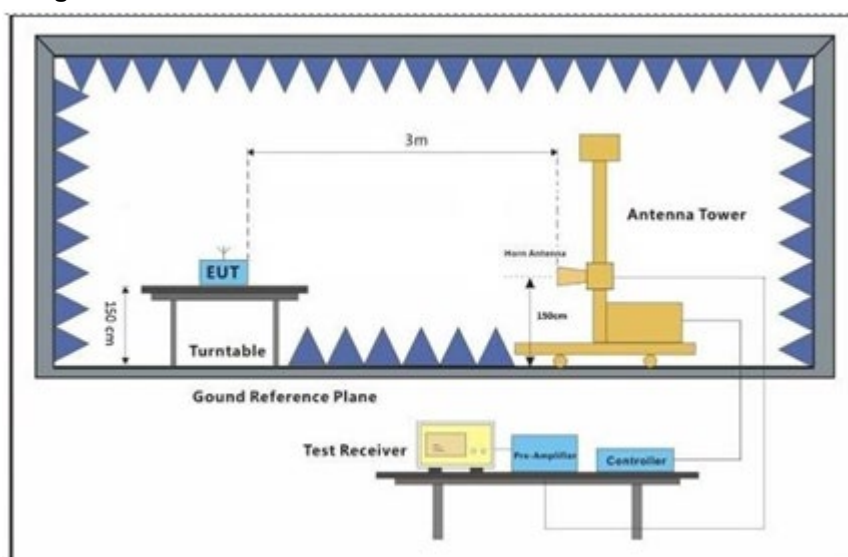 3m
Antenna Tower
Horn Antenna
EUT
150 cm
150cm
Turntable
Gound Reference Plane
Test Receiver
Pre-Amplifier
Controller